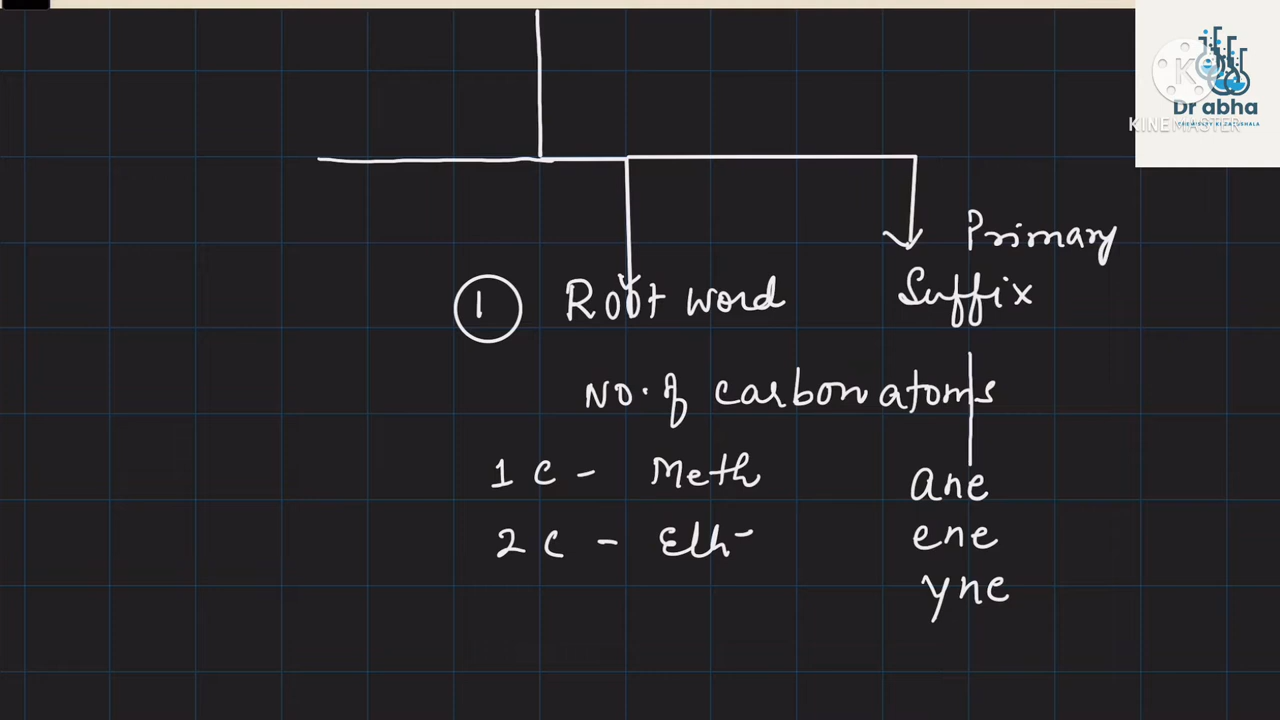 Dr abha
KINEMASTER
Primary
Suffix
1 Root word
No. of carbon atoms
1 C - Meth
2 C - Eth-
ane
ene
yne